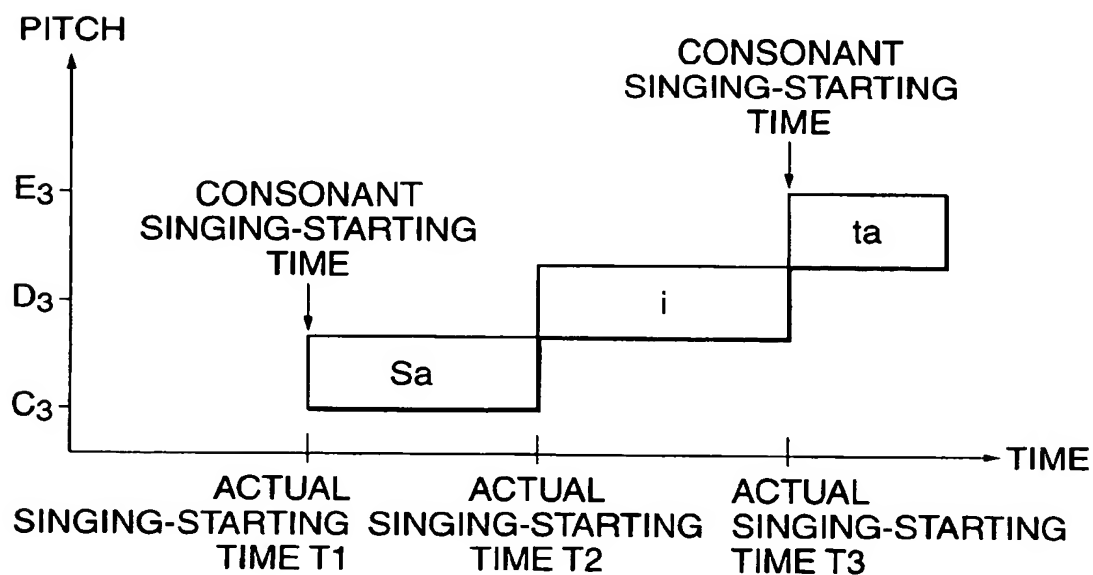 PITCH
CONSONANT
SINGING-STARTING
TIME
E3
CONSONANT
SINGING-STARTING
TIME
ta
D3
i
Sa
C3
TIME
ACTUAL
SINGING-STARTING
TIME T1
ACTUAL
SINGING-STARTING
TIME T2
ACTUAL
SINGING-STARTING
TIME T3